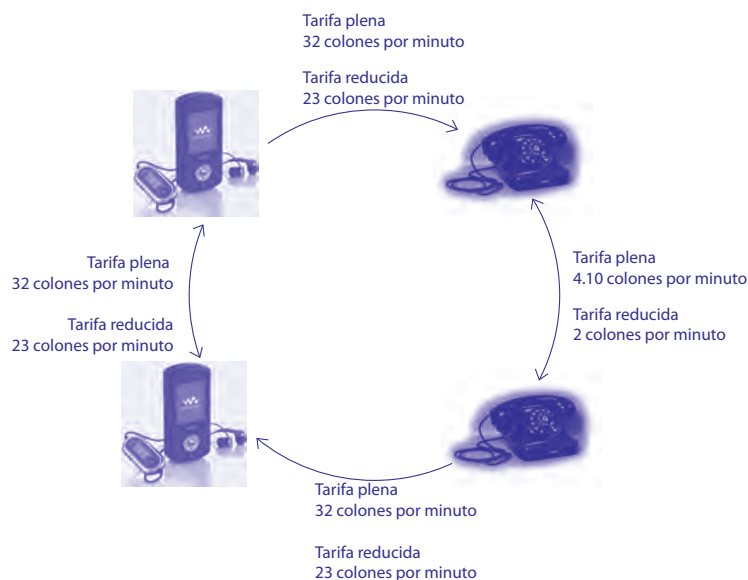 Tarifa plena
32 colones por minuto
Tarifa reducida
23 colones por minuto
Tarifa plena
32 colones por minuto
Tarifa reducida
23 colones por minuto
Tarifa plena
4.10 colones por minuto
Tarifa reducida
2 colones por minuto
Tarifa plena
32 colones por minuto
Tarifa reducida
23 colones por minuto